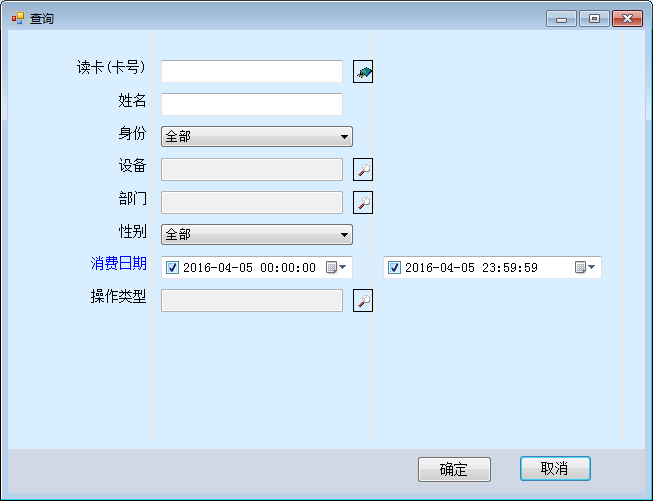 查询
读卡(卡号)
姓名
身份 全部
设备
部门
性别 全部
消费日期 2016-04-05 00:00:00 2016-04-05 23:59:59
操作类型
确定 取消